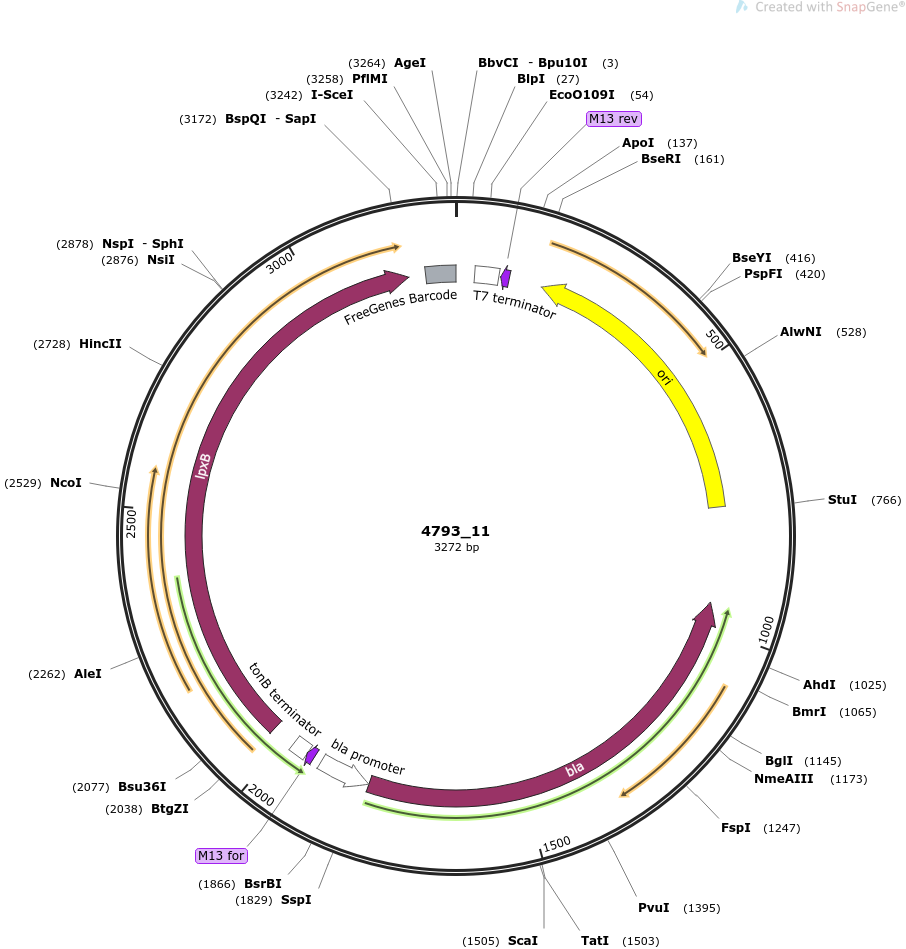 Created with SnapGene®
(3264) AgeI
(3258) PflMI
(3242) I-SceI
(3172) BspQI - SapI
BbvCI - Bpu10I (3)
BlpI (27)
EcoO109I (54)
M13 rev
ApoI (137)
BseRI (161)
(2878) NspI - SphI
(2876) NsiI
3000
FreeGenes Barcode
T7 terminator
BseYI (416)
PspFI (420)
500
AlwNI (528)
(2728) HincII
ori
lpxB
(2529) NcoI
2500
StuI (766)
4793_11
3272 bp
1000
(2262) AleI
AhdI (1025)
BmrI (1065)
tonB terminator
bla promoter
bla
BglI (1145)
NmeAIII (1173)
(2077) Bsu36I
(2038) BtgZI
2000
FspI (1247)
1500
M13 for
(1866) BsrBI
(1829) SspI
PvuI (1395)
(1505) ScaI
TatI (1503)